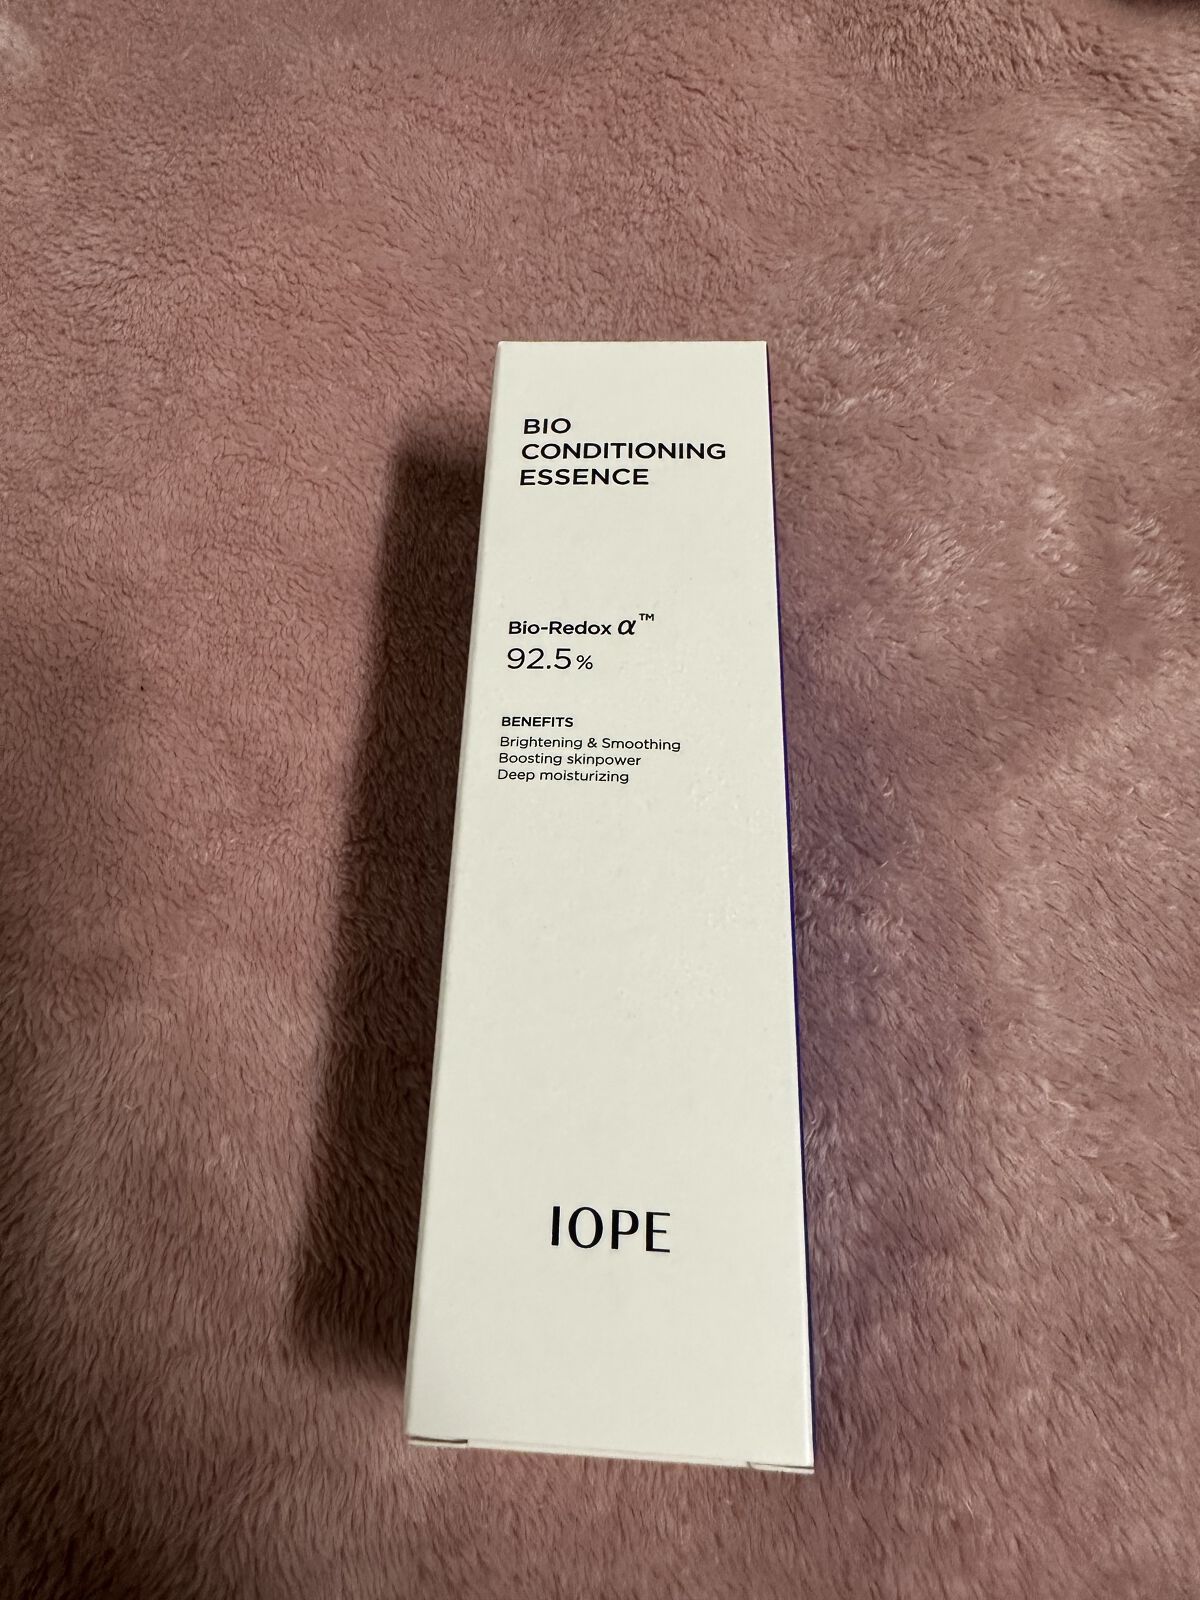 BIO
CONDITIONING
ESSENCE
Bio-Redox α™
92.5%
BENEFITS
Brightening & Smoothing
Boosting skinpower
Deep moisturizing
IOPE